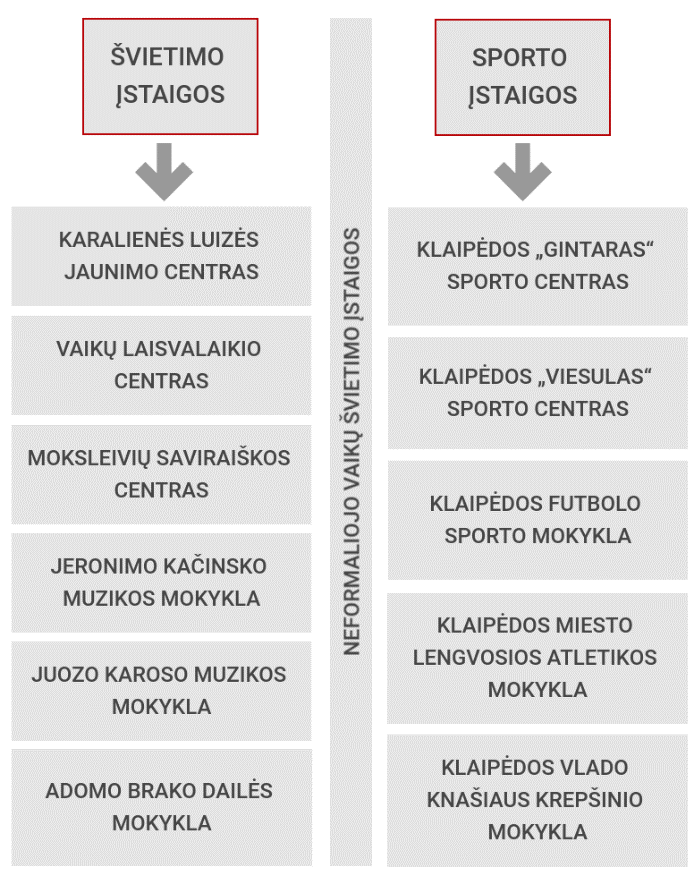 ŠVIETIMO
ĮSTAIGOS
KARALIENĖS LUIZĖS
JAUNIMO CENTRAS
VAIKŲ LAISVALAIKIO
CENTRAS
MOKSLEIVIŲ SAVIRAIŠKOS
CENTRAS
JERONIMO KAČINSKO
MUZIKOS MOKYKLA
JUOZO KAROSO MUZIKOS
MOKYKLA
ADOMO BRAKO DAILĖS
MOKYKLA
NEFORMALIOJO VAIKŲ ŠVIETIMO ĮSTAIGOS
SPORTO
ĮSTAIGOS
KLAIPĖDOS „GINTARAS“
SPORTO CENTRAS
KLAIPĖDOS „VIESULAS“
SPORTO CENTRAS
KLAIPĖDOS FUTBOLO
SPORTO MOKYKLA
KLAIPĖDOS MIESTO
LENGVOSIOS ATLETIKOS
MOKYKLA
KLAIPĖDOS VLADO
KNAŠIAUS KREPŠINIO
MOKYKLA